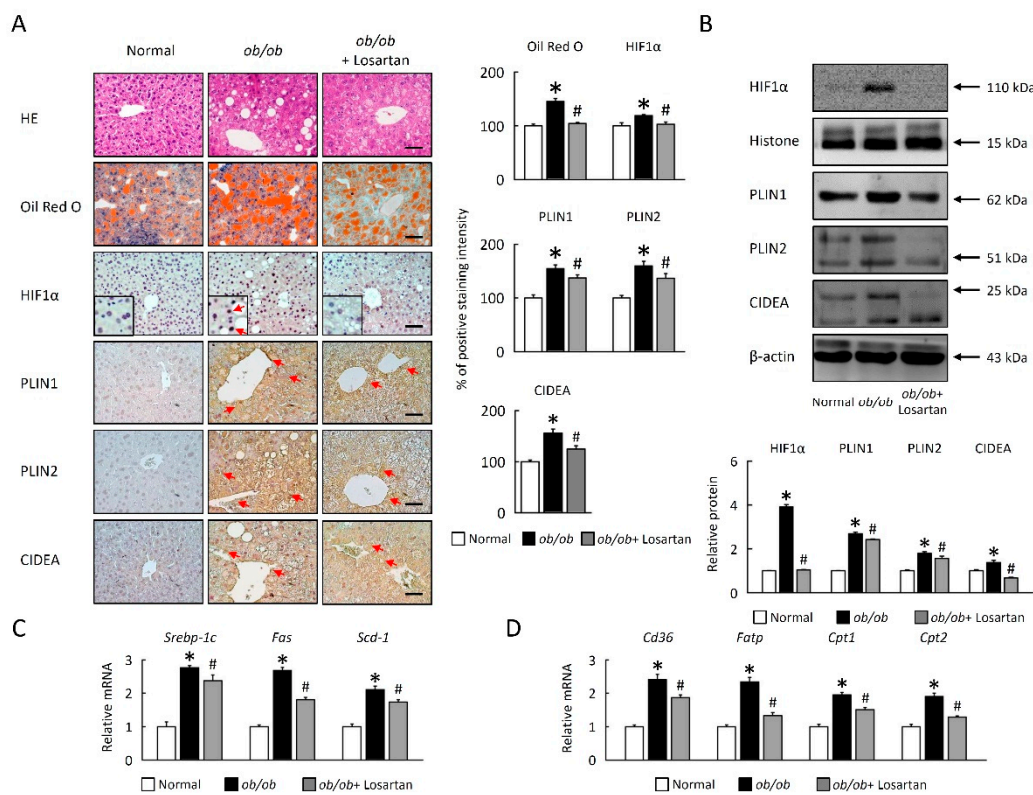 A
Normal
ob/ob
ob/ob
+ Losartan
HE
Oil Red O
HIF1α
PLIN1
PLIN2
CIDEA
% of positive staining intensity
Oil Red O HIF1α
200
100
0
* # * #
PLIN1 PLIN2
200
100
0
* # * #
CIDEA
200
100
0
* #
Normal ob/ob ob/ob+ Losartan
B
HIF1α 110 kDa
Histone 15 kDa
PLIN1 62 kDa
PLIN2 51 kDa
CIDEA 25 kDa
β-actin 43 kDa
Normal ob/ob ob/ob+
Losartan
HIF1α PLIN1 PLIN2 CIDEA
Relative protein
6
4
2
0
* # * # * # * #
Normal ob/ob ob/ob+ Losartan
C
Srebp-1c Fas Scd-1
Relative mRNA
3
2
1
0
* # * # * #
Normal ob/ob ob/ob+ Losartan
D
Cd36 Fatp Cpt1 Cpt2
Relative mRNA
3
2
1
0
* # * # * # * #
Normal ob/ob ob/ob+ Losartan